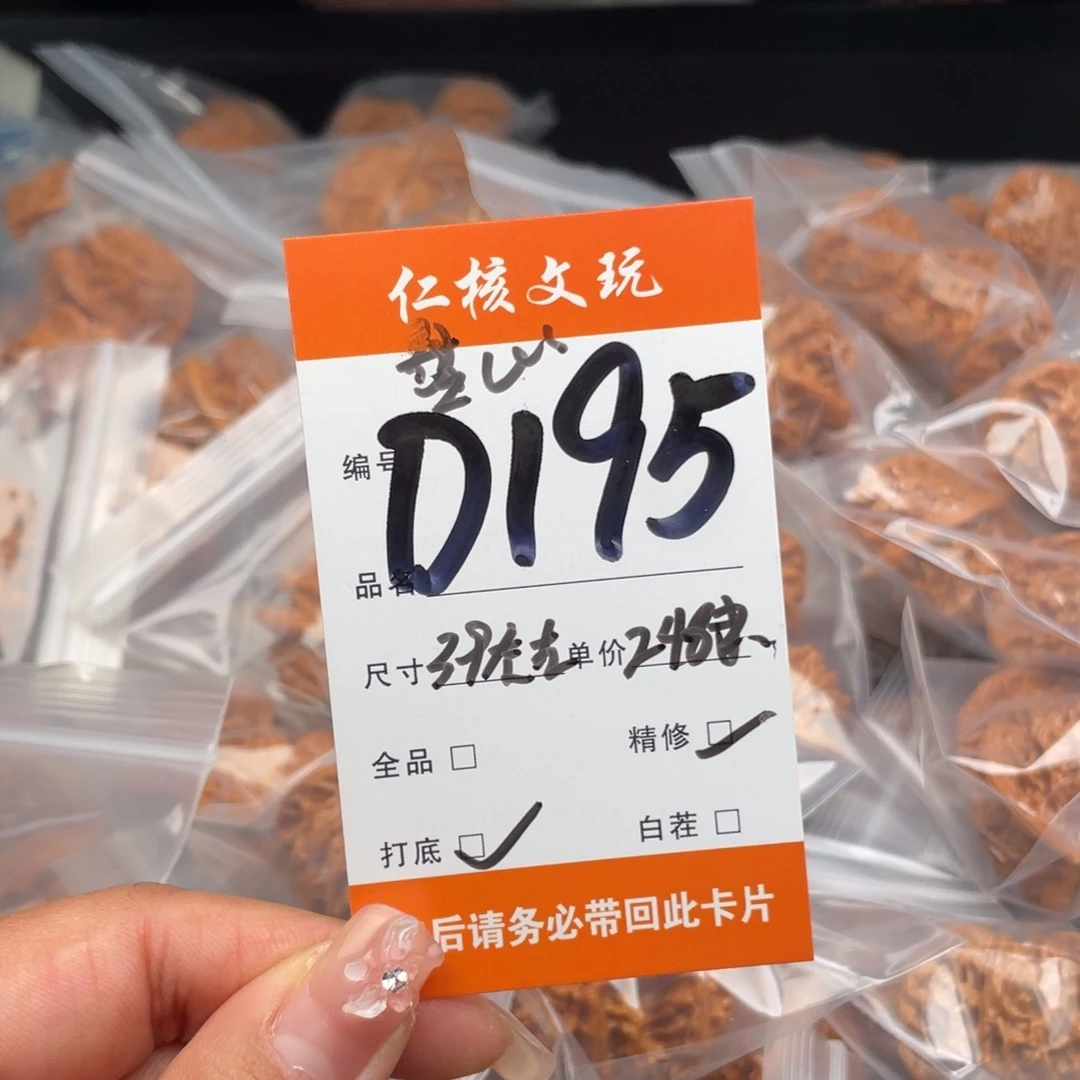 仁核文玩
D195
编号
品名
尺寸 单价
全品 精修
打底 白茬
后请务必带回此卡片